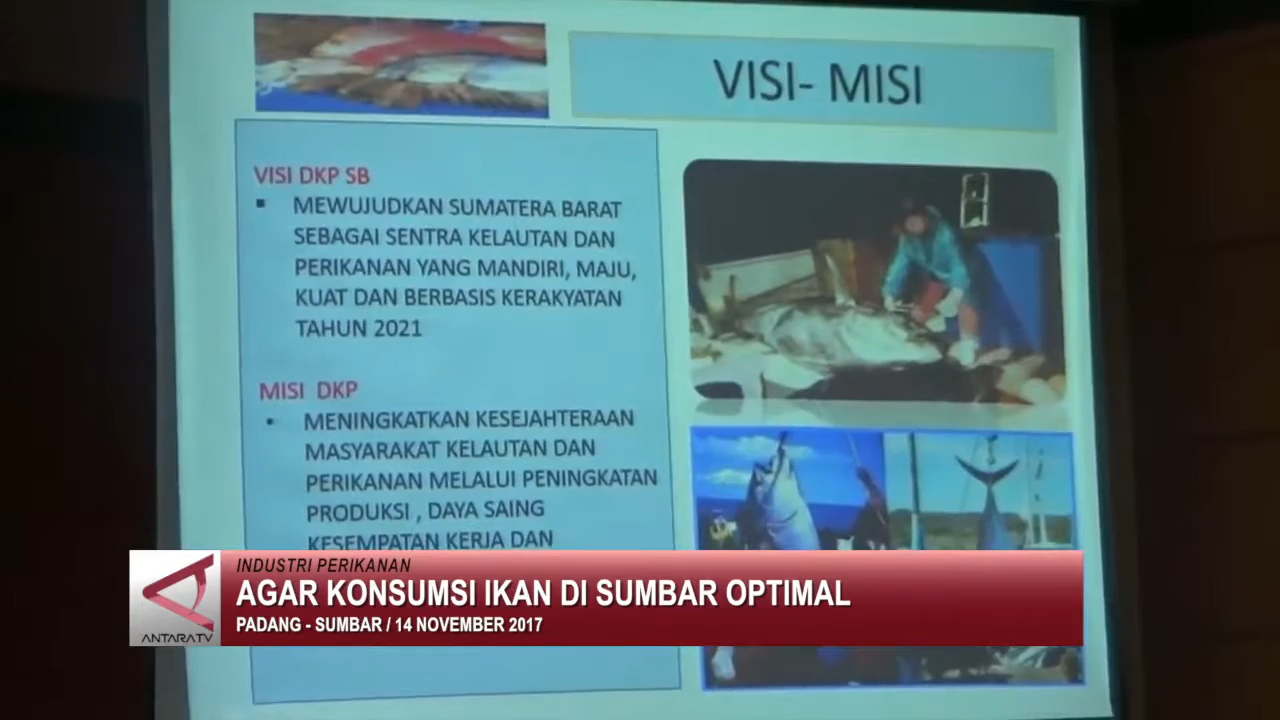 VISI- MISI
VISI DKP SB
▪ MEWUJUDKAN SUMATERA BARAT
SEBAGAI SENTRA KELAUTAN DAN
PERIKANAN YANG MANDIRI, MAJU,
KUAT DAN BERBASIS KERAKYATAN
TAHUN 2021
MISI DKP
• MENINGKATKAN KESEJAHTERAAN
MASYARAKAT KELAUTAN DAN
PERIKANAN MELALUI PENINGKATAN
PRODUKSI , DAYA SAING
KESEMPATAN KERJA DAN
INDUSTRI PERIKANAN
AGAR KONSUMSI IKAN DI SUMBAR OPTIMAL
PADANG - SUMBAR / 14 NOVEMBER 2017
ANTARA TV